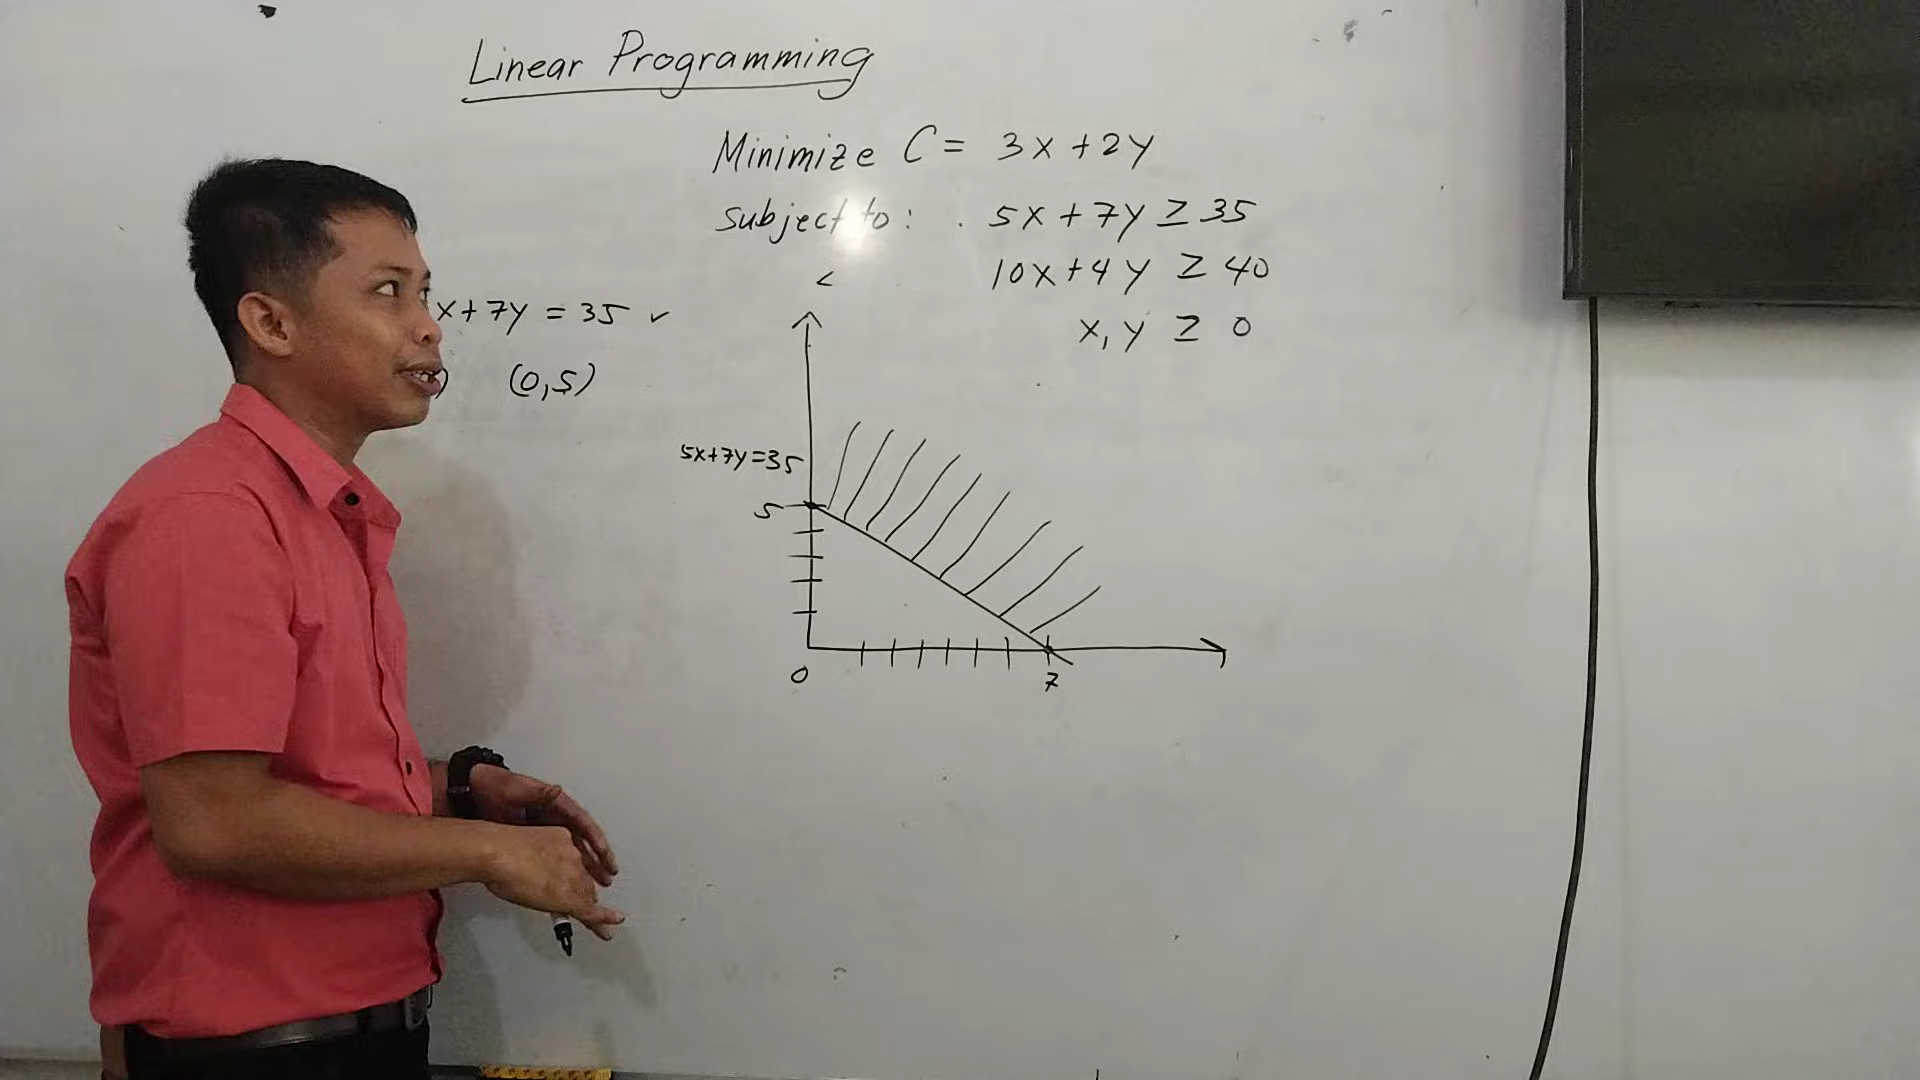 Linear Programming
Minimize C = 3x + 2y
subject to: 5x + 7y ≥ 35
10x + 4y ≥ 40
x, y ≥ 0
x + 7y = 35 ✓
) (0,5)
5x+7y=35
5
0
7